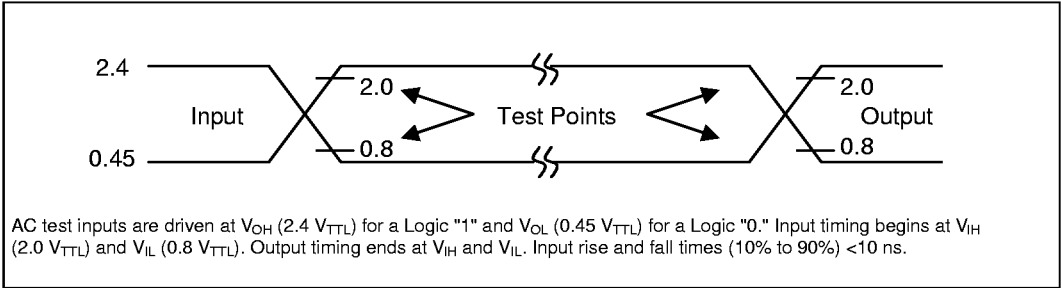 2.4
2.0
2.0
Input
Test Points
Output
0.8
0.8
0.45
AC test inputs are driven at VOH (2.4 VTTL) for a Logic "1" and VOL (0.45 VTTL) for a Logic "0." Input timing begins at VIH
(2.0 VTTL) and VIL (0.8 VTTL). Output timing ends at VIH and VIL. Input rise and fall times (10% to 90%) <10 ns.